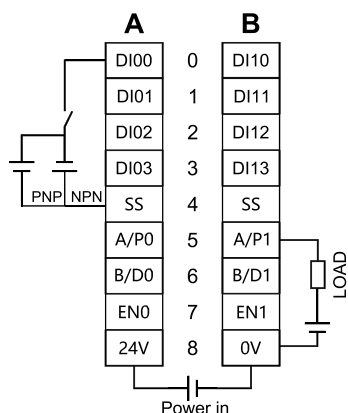 A B
DI00 0 DI10
DI01 1 DI11
DI02 2 DI12
DI03 3 DI13
PNP NPN SS 4 SS
A/P0 5 A/P1
B/D0 6 B/D1
LOAD
EN0 7 EN1
24V 8 0V
Power in